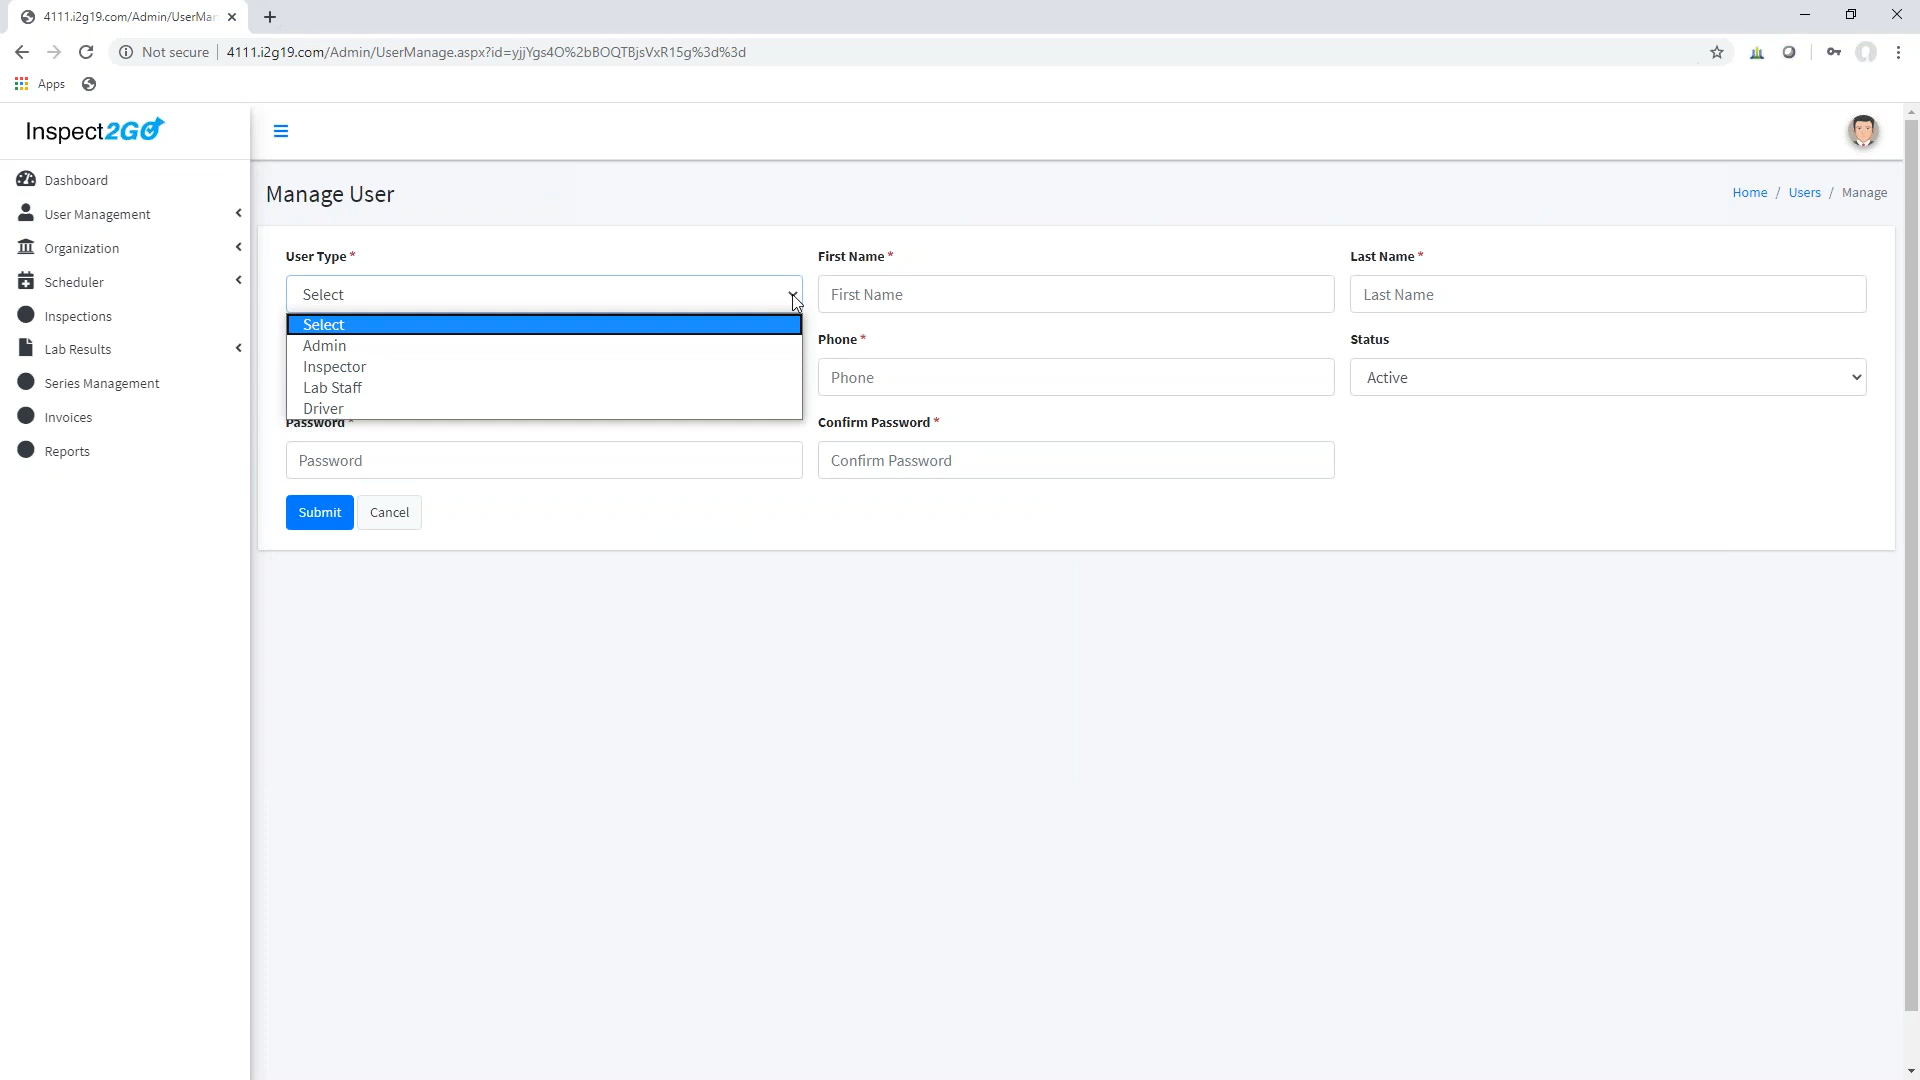 4111.i2g19.com/Admin/UserMan
Not secure
4111.i2g19.com/Admin/UserManage.aspx?id=yjjYgs4O%2bBOQTBjsVxR15g%3d%3d
Apps
Inspect2GO
Dashboard
User Management
Organization
Scheduler
Inspections
Lab Results
Series Management
Invoices
Reports
Manage User
Home / Users / Manage
User Type *
First Name *
Last Name *
Select
First Name
Last Name
Select
Admin
Inspector
Lab Staff
Driver
Phone *
Status
Phone
Active
Password *
Confirm Password *
Password
Confirm Password
Submit
Cancel